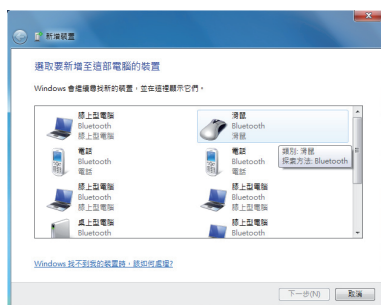 新增裝置
選取要新增至這部電腦的裝置
Windows 會繼續尋找新的裝置，並在這裡顯示它們。
膝上型電腦
Bluetooth
膝上型電腦
滑鼠
Bluetooth
滑鼠
電話
Bluetooth
電話
電話
Bluetooth
電話
類別: 滑鼠
探索方法: Bluetooth
膝上型電腦
Bluetooth
膝上型電腦
膝上型電腦
Bluetooth
膝上型電腦
桌上型電腦
Bluetooth
膝上型電腦
Bluetooth
Windows 找不到我的裝置時，該如何處理?
下一步(N)
取消